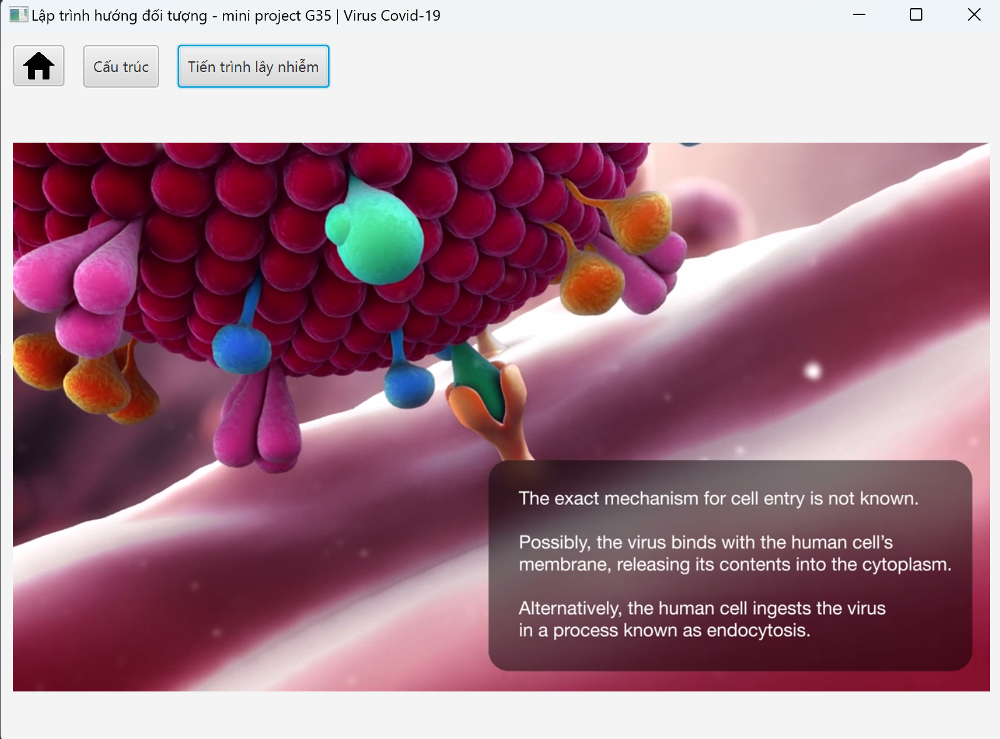 Lập trình hướng đối tượng - mini project G35 | Virus Covid-19
Cấu trúc
Tiến trình lây nhiễm
The exact mechanism for cell entry is not known.
Possibly, the virus binds with the human cell’s
membrane, releasing its contents into the cytoplasm.
Alternatively, the human cell ingests the virus
in a process known as endocytosis.